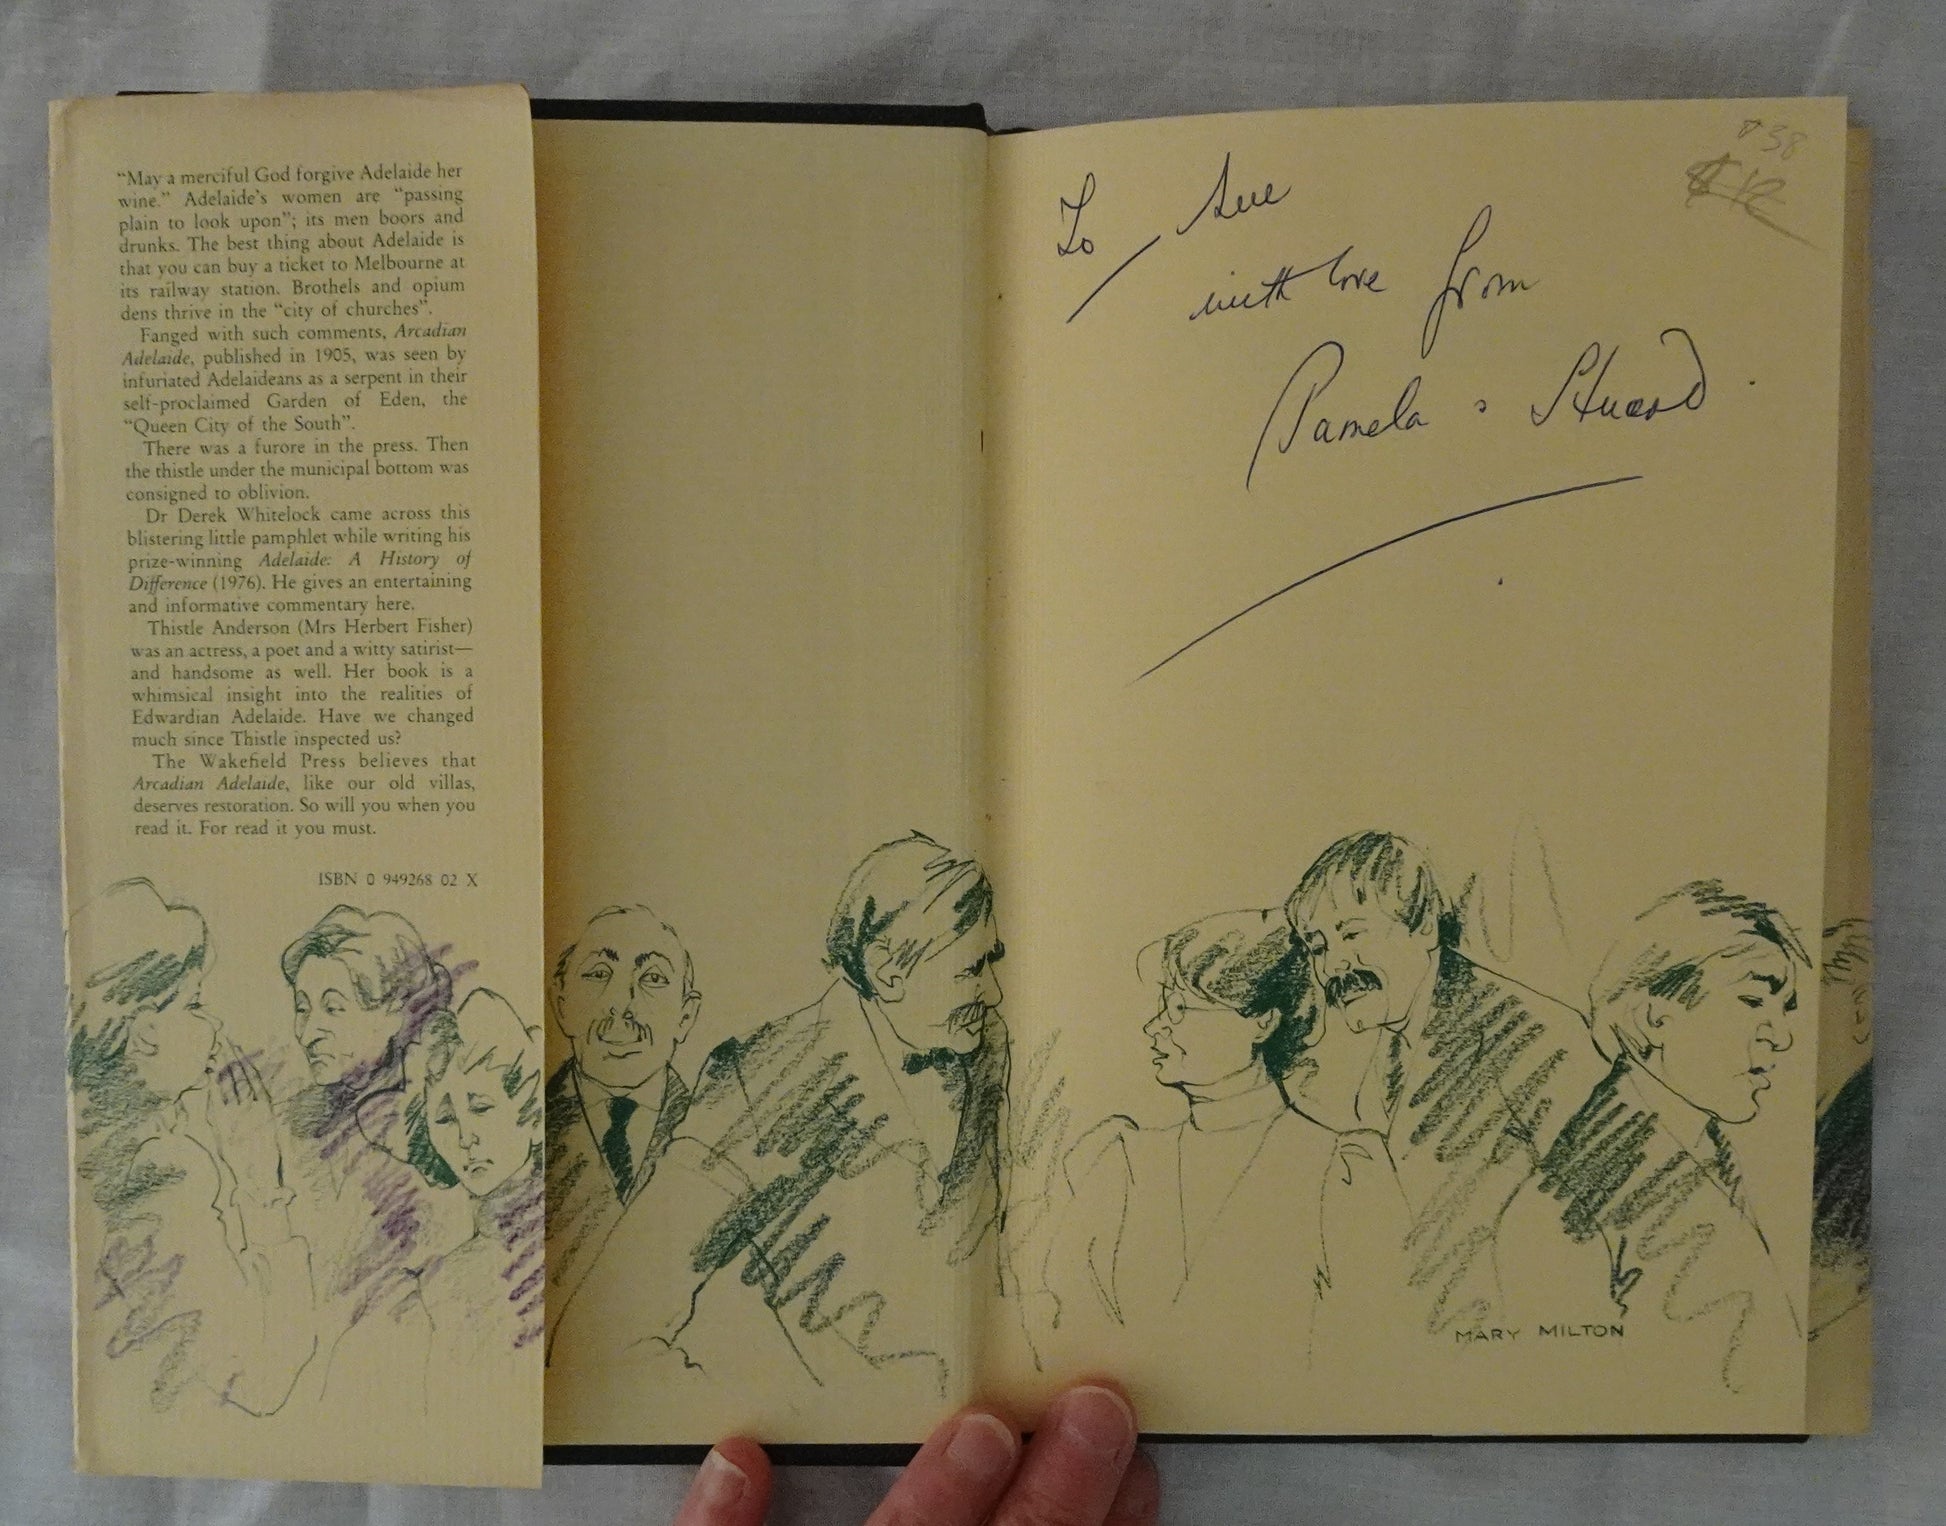 “May a merciful God forgive Adelaide her
wine.” Adelaide’s women are “passing
plain to look upon”; its men boors and
drunks. The best thing about Adelaide is
that you can buy a ticket to Melbourne at
its railway station. Brothels and opium
dens thrive in the “city of churches”.
Fanged with such comments, Arcadian
Adelaide, published in 1905, was seen by
infuriated Adelaideans as a serpent in their
self-proclaimed Garden of Eden, the
“Queen City of the South”.
There was a furore in the press. Then
the thistle under the municipal bottom was
consigned to oblivion.
Dr Derek Whitelock came across this
blistering little pamphlet while writing his
prize-winning Adelaide: A History of
Difference (1976). He gives an entertaining
and informative commentary here.
Thistle Anderson (Mrs Herbert Fisher)
was an actress, a poet and a witty satirist—
and handsome as well. Her book is a
whimsical insight into the realities of
Edwardian Adelaide. Have we changed
much since Thistle inspected us?
The Wakefield Press believes that
Arcadian Adelaide, like our old villas,
deserves restoration. So will you when you
read it. For read it you must.
ISBN 0 949268 02 X
To Sue
with love from
Pamela
38
MARY MILTON